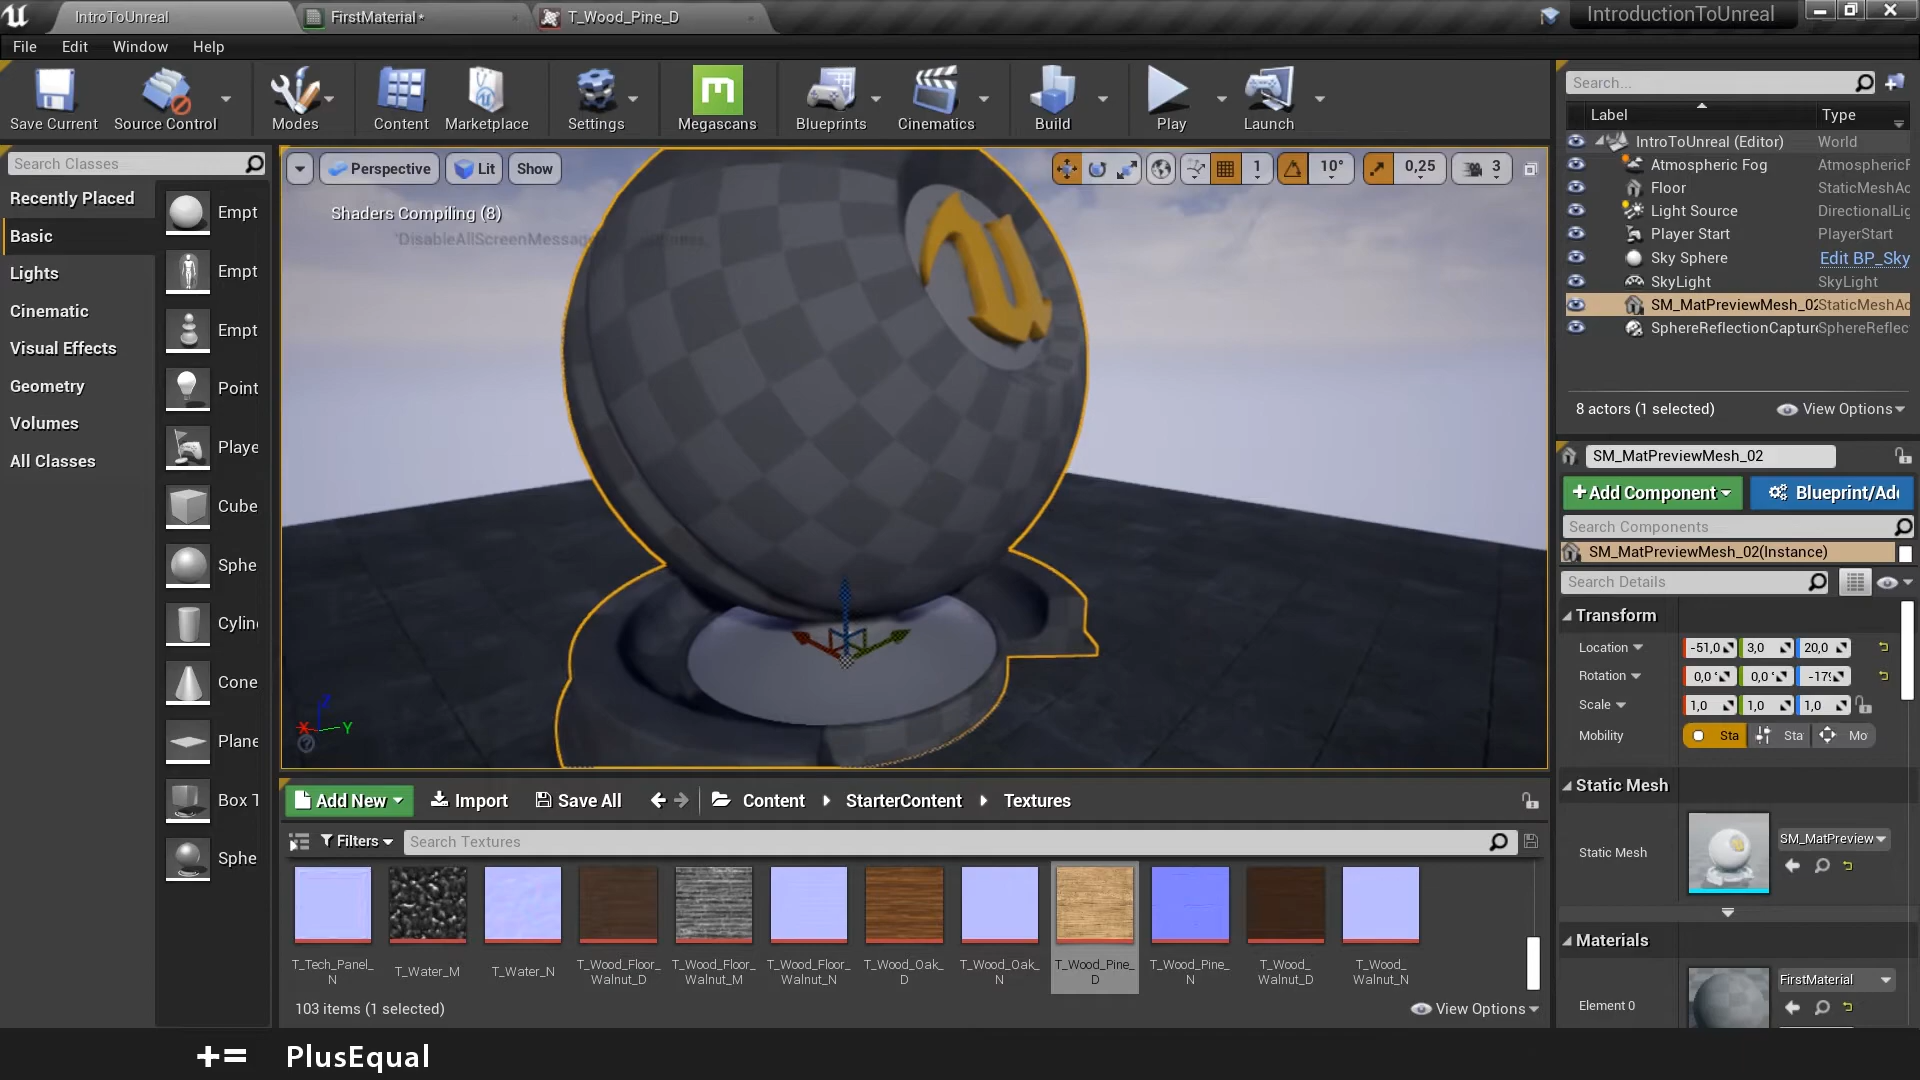 IntroToUnreal
FirstMaterial*
T_Wood_Pine_D
IntroductionToUnreal
File Edit Window Help
Save Current
Source Control
Modes
Content
Marketplace
Settings
Megascans
Blueprints
Cinematics
Build
Play
Launch
Search Classes
Recently Placed
Basic
Lights
Cinematic
Visual Effects
Geometry
Volumes
All Classes
Empt
Empt
Empt
Point
Playe
Cube
Sphe
Cylin
Cone
Plane
Box T
Sphe
Perspective
Lit
Show
1
10°
0,25
3
Shaders Compiling (8)
X Y
Add New
Import
Save All
Content
StarterContent
Textures
Filters
Search Textures
T_Tech_Panel_
N
T_Water_M
T_Water_N
T_Wood_Floor_
Walnut_D
T_Wood_Floor_
Walnut_M
T_Wood_Floor_
Walnut_N
T_Wood_Oak_
D
T_Wood_Oak_
N
T_Wood_Pine_
D
T_Wood_Pine_
N
T_Wood_
Walnut_D
T_Wood_
Walnut_N
103 items (1 selected)
View Options
Search...
Label Type
IntroToUnreal (Editor) World
Atmospheric Fog AtmosphericF
Floor StaticMeshAc
Light Source DirectionalLig
Player Start PlayerStart
Sky Sphere Edit BP_Sky
SkyLight SkyLight
SM_MatPreviewMesh_02 StaticMeshAc
SphereReflectionCapture SphereReflec
8 actors (1 selected)
View Options
SM_MatPreviewMesh_02
+Add Component
Blueprint/Add
Search Components
SM_MatPreviewMesh_02(Instance)
Search Details
Transform
Location -51,0 3,0 20,0
Rotation 0,0 ° 0,0 ° -179
Scale 1,0 1,0 1,0
Mobility Sta Sta Mo
Static Mesh
Static Mesh
SM_MatPreview
Materials
FirstMaterial
Element 0
+= PlusEqual